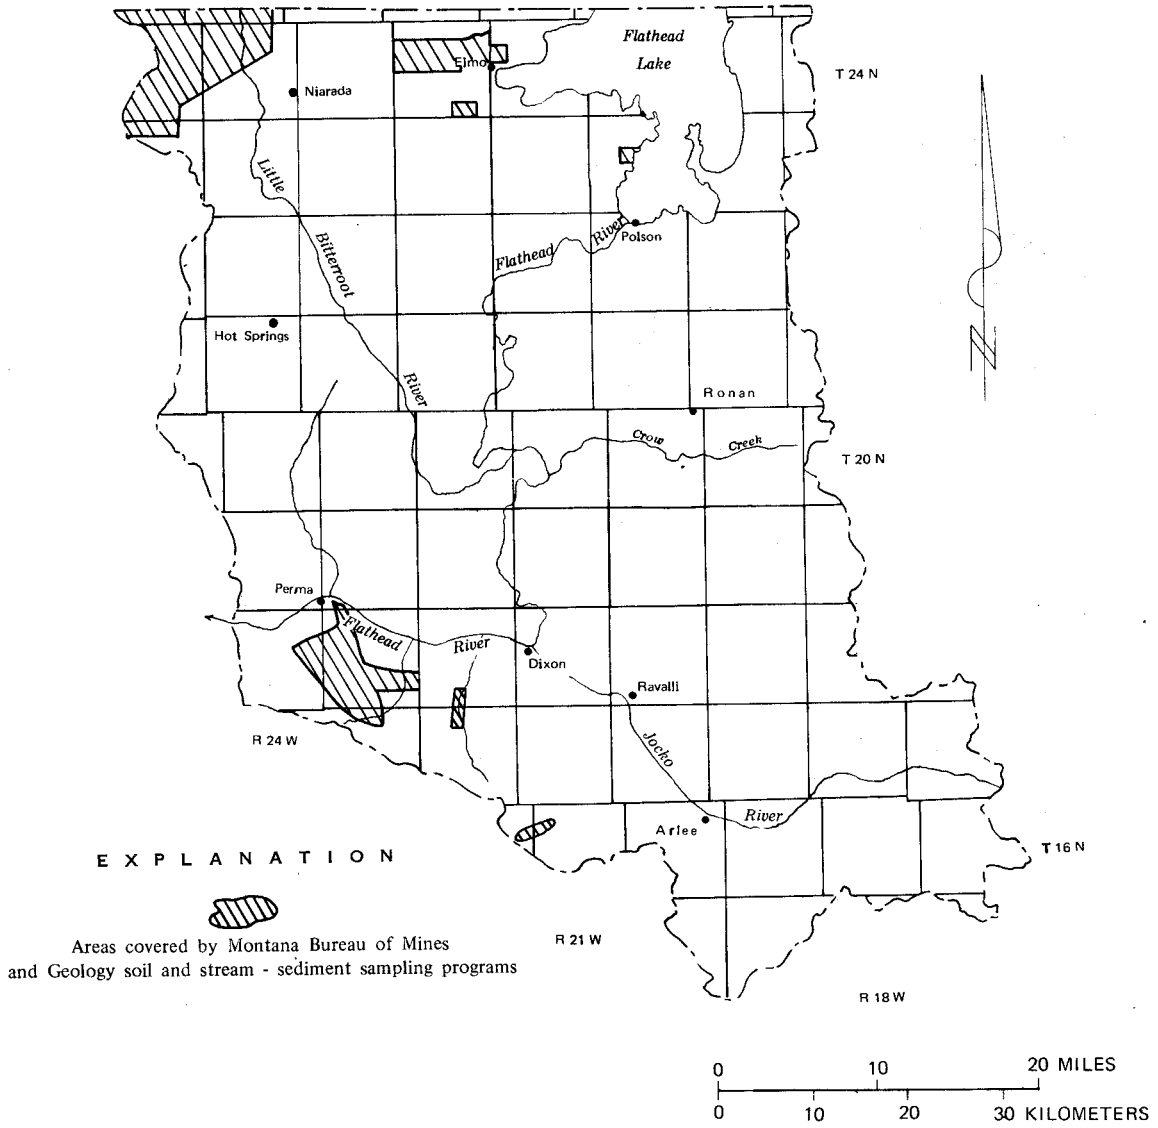 Flathead
Lake
T 24 N
Elmo
Niarada
Little
Bitterroot
River
Flathead
River
Polson
Hot Springs
Ronan
Crow
Creek
T 20 N
N
Perma
Flathead
River
Dixon
Ravalli
R 24 W
Jocko
River
Arlee
T 16 N
EXPLANATION
Areas covered by Montana Bureau of Mines
and Geology soil and stream - sediment sampling programs
R 21 W
R 18 W
0 10 20 MILES
0 10 20 30 KILOMETERS